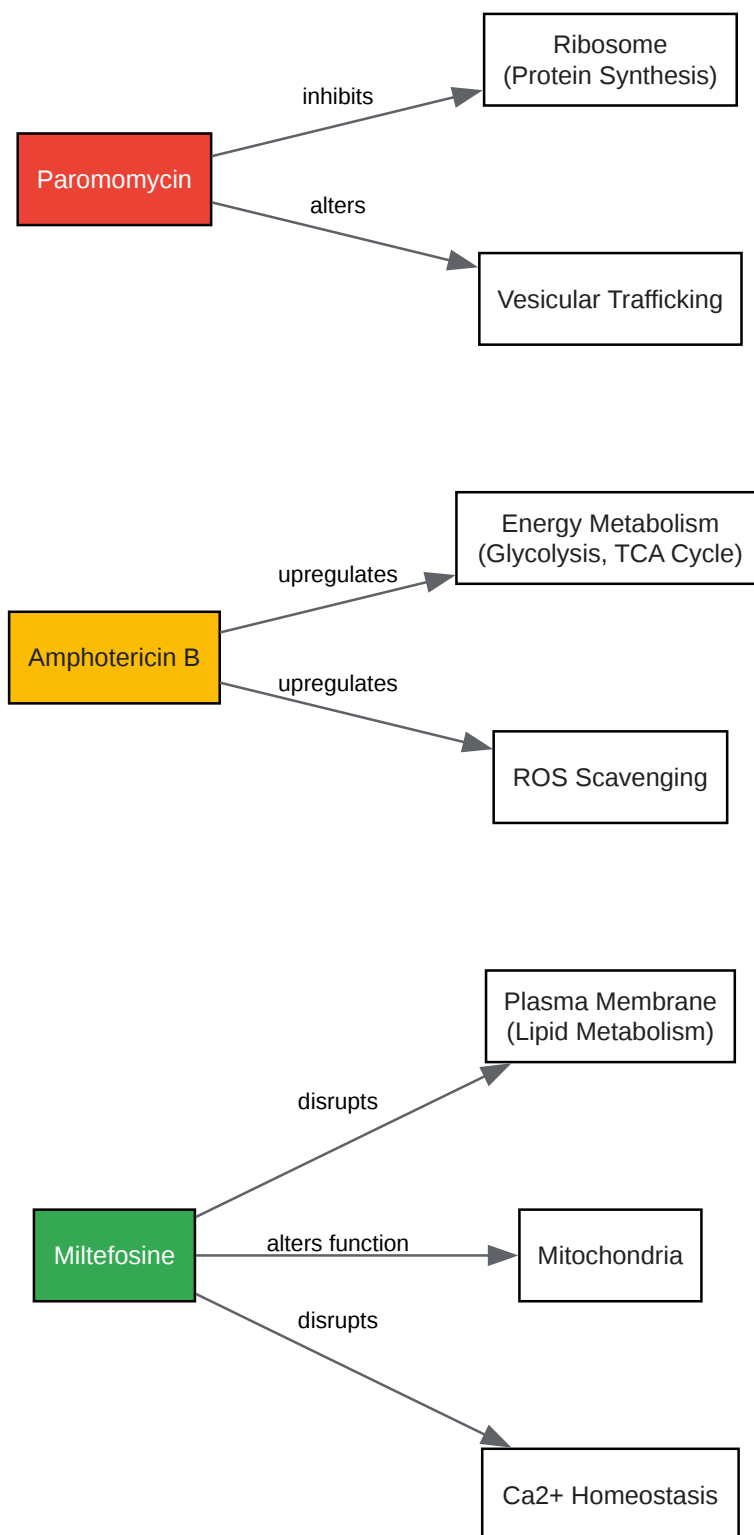 Ribosome
(Protein Synthesis)
inhibits
Paromomycin
alters
Vesicular Trafficking
Energy Metabolism
(Glycolysis, TCA Cycle)
upregulates
Amphotericin B
upregulates
ROS Scavenging
Plasma Membrane
(Lipid Metabolism)
disrupts
Miltefosine
alters function
Mitochondria
disrupts
Ca2+ Homeostasis